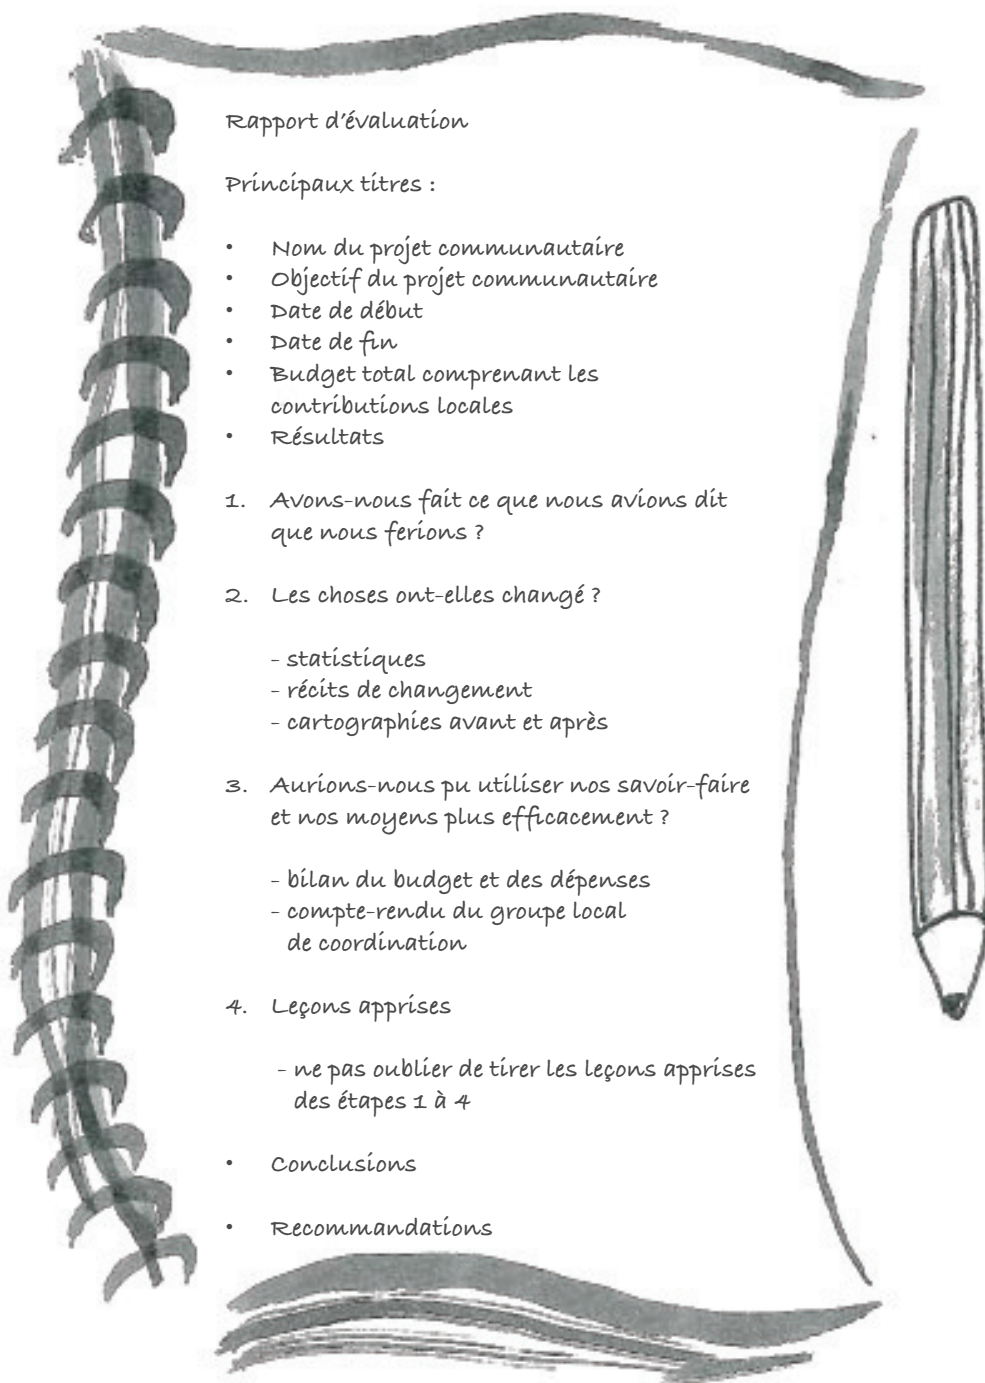 Rapport d'évaluation
Principaux titres :
• Nom du projet communautaire
• Objectif du projet communautaire
• Date de début
• Date de fin
• Budget total comprenant les
contributions locales
• Résultats
1. Avons-nous fait ce que nous avions dit
que nous ferions ?
2. Les choses ont-elles changé ?
- statistiques
- récits de changement
- cartographies avant et après
3. Aurions-nous pu utiliser nos savoir-faire
et nos moyens plus efficacement ?
- bilan du budget et des dépenses
- compte-rendu du groupe local
de coordination
4. Leçons apprises
- ne pas oublier de tirer les leçons apprises
des étapes 1 à 4
• Conclusions
• Recommandations